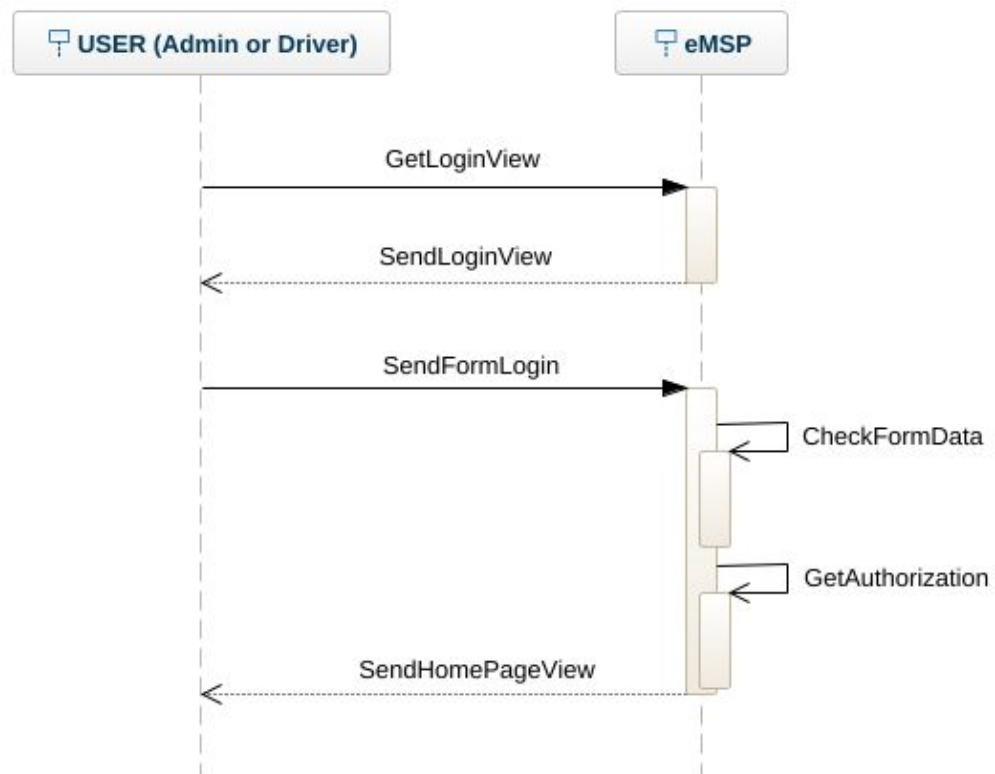 USER (Admin or Driver)
eMSP
GetLoginView
SendLoginView
SendFormLogin
CheckFormData
GetAuthorization
SendHomePageView